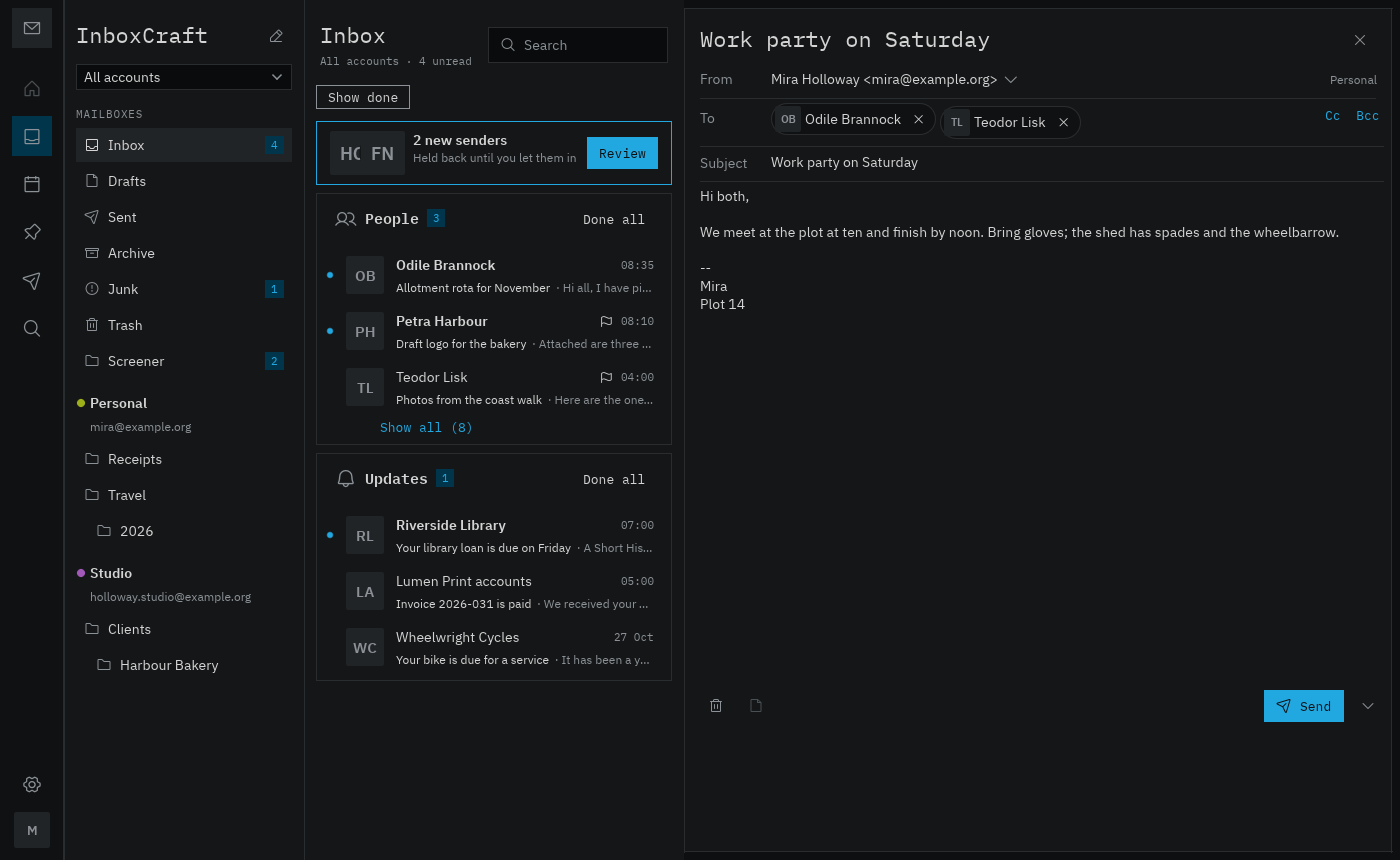 InboxCraft
All accounts
MAILBOXES
Inbox 4
Drafts
Sent
Archive
Junk 1
Trash
Screener 2
Personal
mira@example.org
Receipts
Travel
2026
Studio
holloway.studio@example.org
Clients
Harbour Bakery
M
Inbox
All accounts · 4 unread
Search
Show done
FN
2 new senders
Held back until you let them in
Review
People 3 Done all
OB Odile Brannock 08:35
Allotment rota for November · Hi all, I have pi...
PH Petra Harbour 08:10
Draft logo for the bakery · Attached are three ...
TL Teodor Lisk 04:00
Photos from the coast walk · Here are the one...
Show all (8)
Updates 1 Done all
RL Riverside Library 07:00
Your library loan is due on Friday · A Short His...
LA Lumen Print accounts 05:00
Invoice 2026-031 is paid · We received your ...
WC Wheelwright Cycles 27 Oct
Your bike is due for a service · It has been a y...
Work party on Saturday
From Mira Holloway <mira@example.org> Personal
To OB Odile Brannock TL Teodor Lisk Cc Bcc
Subject Work party on Saturday
Hi both,
We meet at the plot at ten and finish by noon. Bring gloves; the shed has spades and the wheelbarrow.
--
Mira
Plot 14
Send